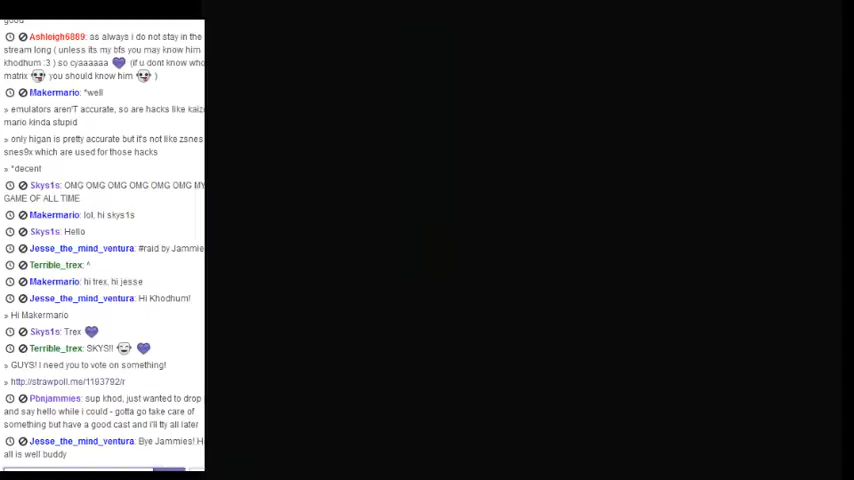 good
Ashleigh6889: as always i do not stay in the
stream long ( unless its my bfs you may know him
khodhum :3 ) so cyaaaaaa (if u dont know who
matrix you should know him )
Makermario: *well
» emulators aren'T accurate, so are hacks like kaizo
mario kinda stupid
» only higan is pretty accurate but it's not like zsnes
snes9x which are used for those hacks
» *decent
Skys1s: OMG OMG OMG OMG OMG OMG MY
GAME OF ALL TIME
Makermario: lol, hi skys1s
Skys1s: Hello
Jesse_the_mind_ventura: #raid by Jammie
Terrible_trex: ^
Makermario: hi trex, hi jesse
Jesse_the_mind_ventura: Hi Khodhum!
» Hi Makermario
Skys1s: Trex
Terrible_trex: SKYS!!
» GUYS! I need you to vote on something!
» http://strawpoll.me/1193792/r
Pbnjammies: sup khod, just wanted to drop
and say hello while i could - gotta go take care of
something but have a good cast and i'll tty all later
Jesse_the_mind_ventura: Bye Jammies! H
all is well buddy